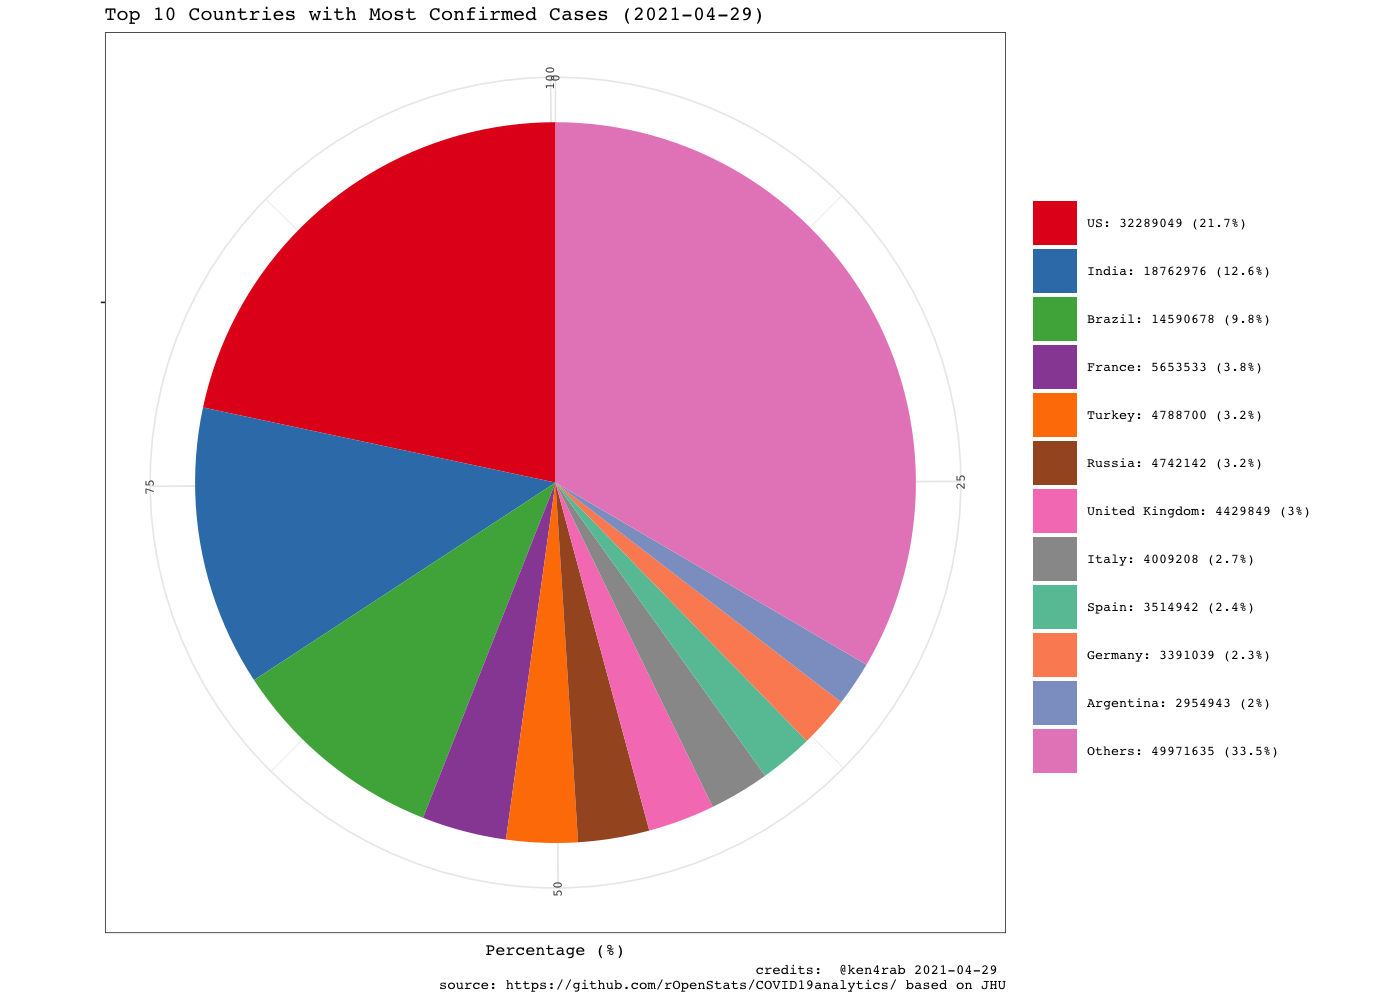 Top 10 Countries with Most Confirmed Cases (2021-04-29)
100
0
25
75
50
US: 32289049 (21.7%)
India: 18762976 (12.6%)
Brazil: 14590678 (9.8%)
France: 5653533 (3.8%)
Turkey: 4788700 (3.2%)
Russia: 4742142 (3.2%)
United Kingdom: 4429849 (3%)
Italy: 4009208 (2.7%)
Spain: 3514942 (2.4%)
Germany: 3391039 (2.3%)
Argentina: 2954943 (2%)
Others: 49971635 (33.5%)
Percentage (%)
credits:  @ken4rab 2021-04-29
source: https://github.com/rOpenStats/COVID19analytics/ based on JHU